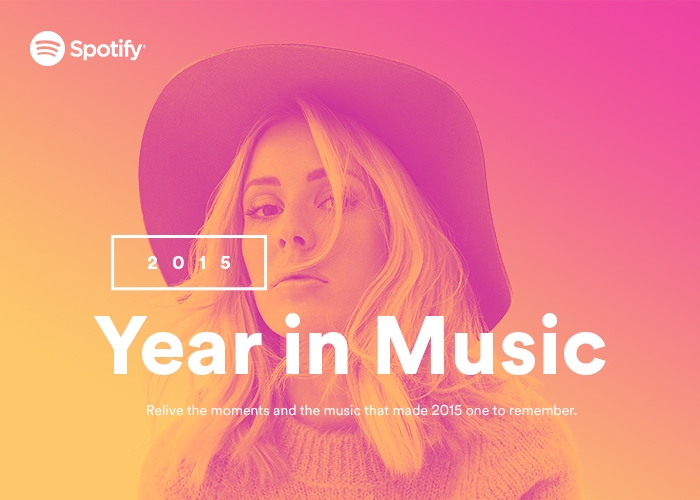 Spotify®
2015
Year in Music
Relive the moments and the music that made 2015 one to remember.